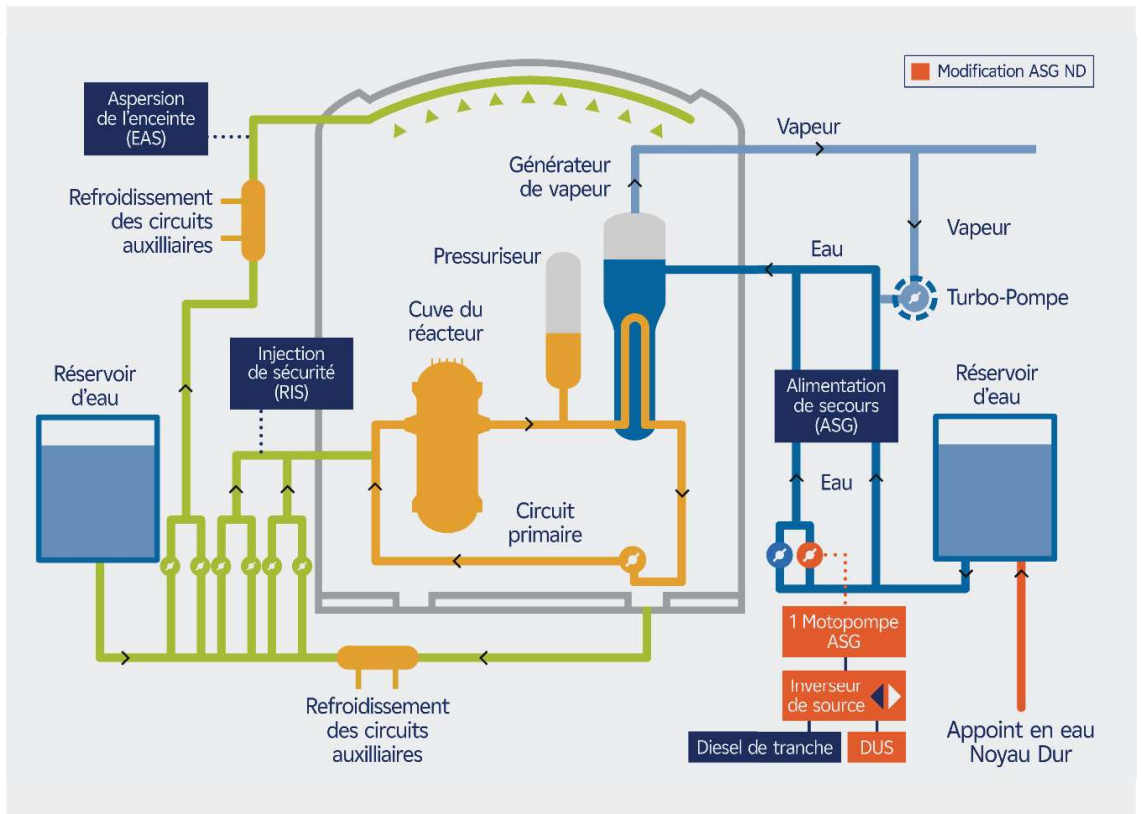 Modification ASG ND
Aspersion
de l'enceinte
(EAS)
Vapeur
Générateur
de vapeur
Refroidissement
des circuits
auxilliaires
Vapeur
Eau
Pressuriseur
Turbo-Pompe
Cuve du
réacteur
Injection
de sécurité
(RIS)
Réservoir
d'eau
Alimentation
de secours
(ASG)
Réservoir
d'eau
Eau
Circuit
primaire
1 Motopompe
ASG
Inverseur
de source
Refroidissement
des circuits
auxilliaires
Diesel de tranche
DUS
Appoint en eau
Noyau Dur